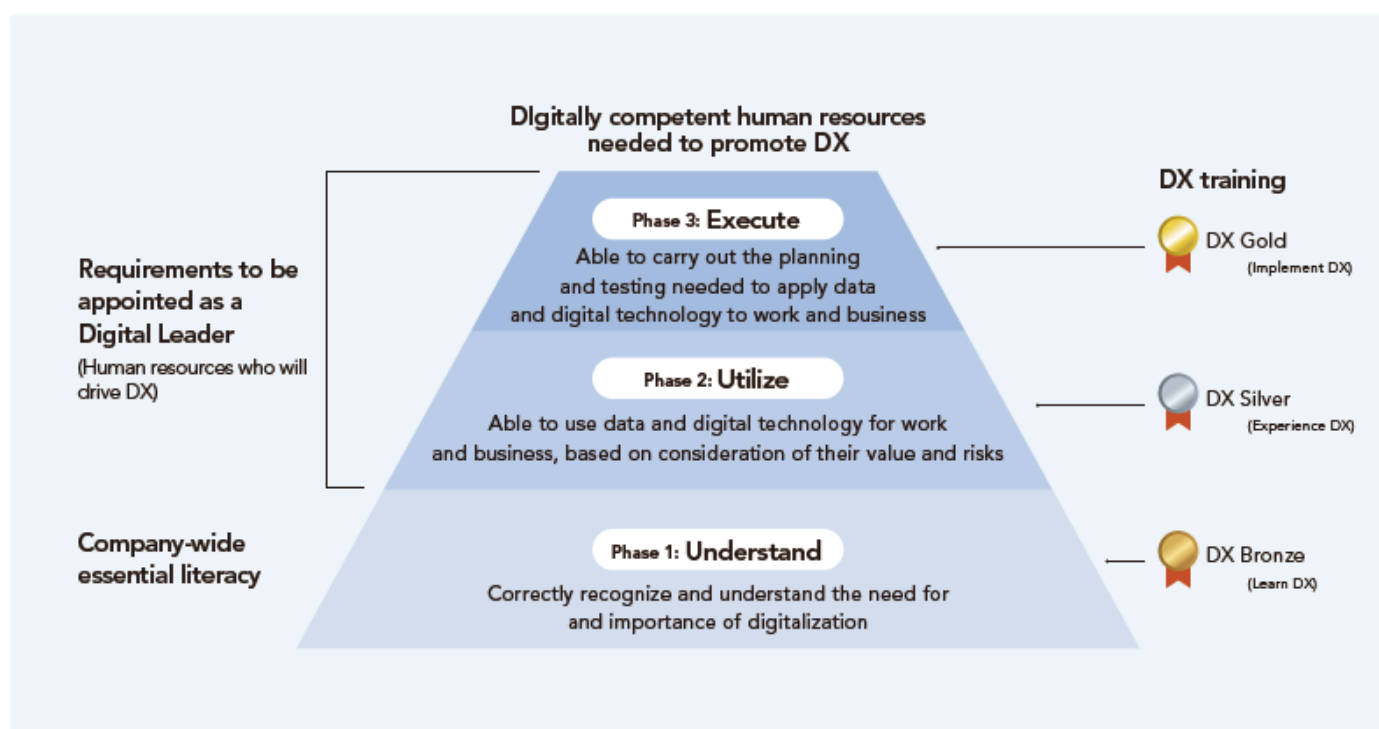 DIgitally competent human resources
needed to promote DX
DX training
Phase 3: Execute
Able to carry out the planning
and testing needed to apply data
and digital technology to work and business
DX Gold
(Implement DX)
Requirements to be
appointed as a
Digital Leader
(Human resources who will
drive DX)
Phase 2: Utilize
Able to use data and digital technology for work
and business, based on consideration of their value and risks
DX Silver
(Experience DX)
Company-wide
essential literacy
Phase 1: Understand
Correctly recognize and understand the need for
and importance of digitalization
DX Bronze
(Learn DX)